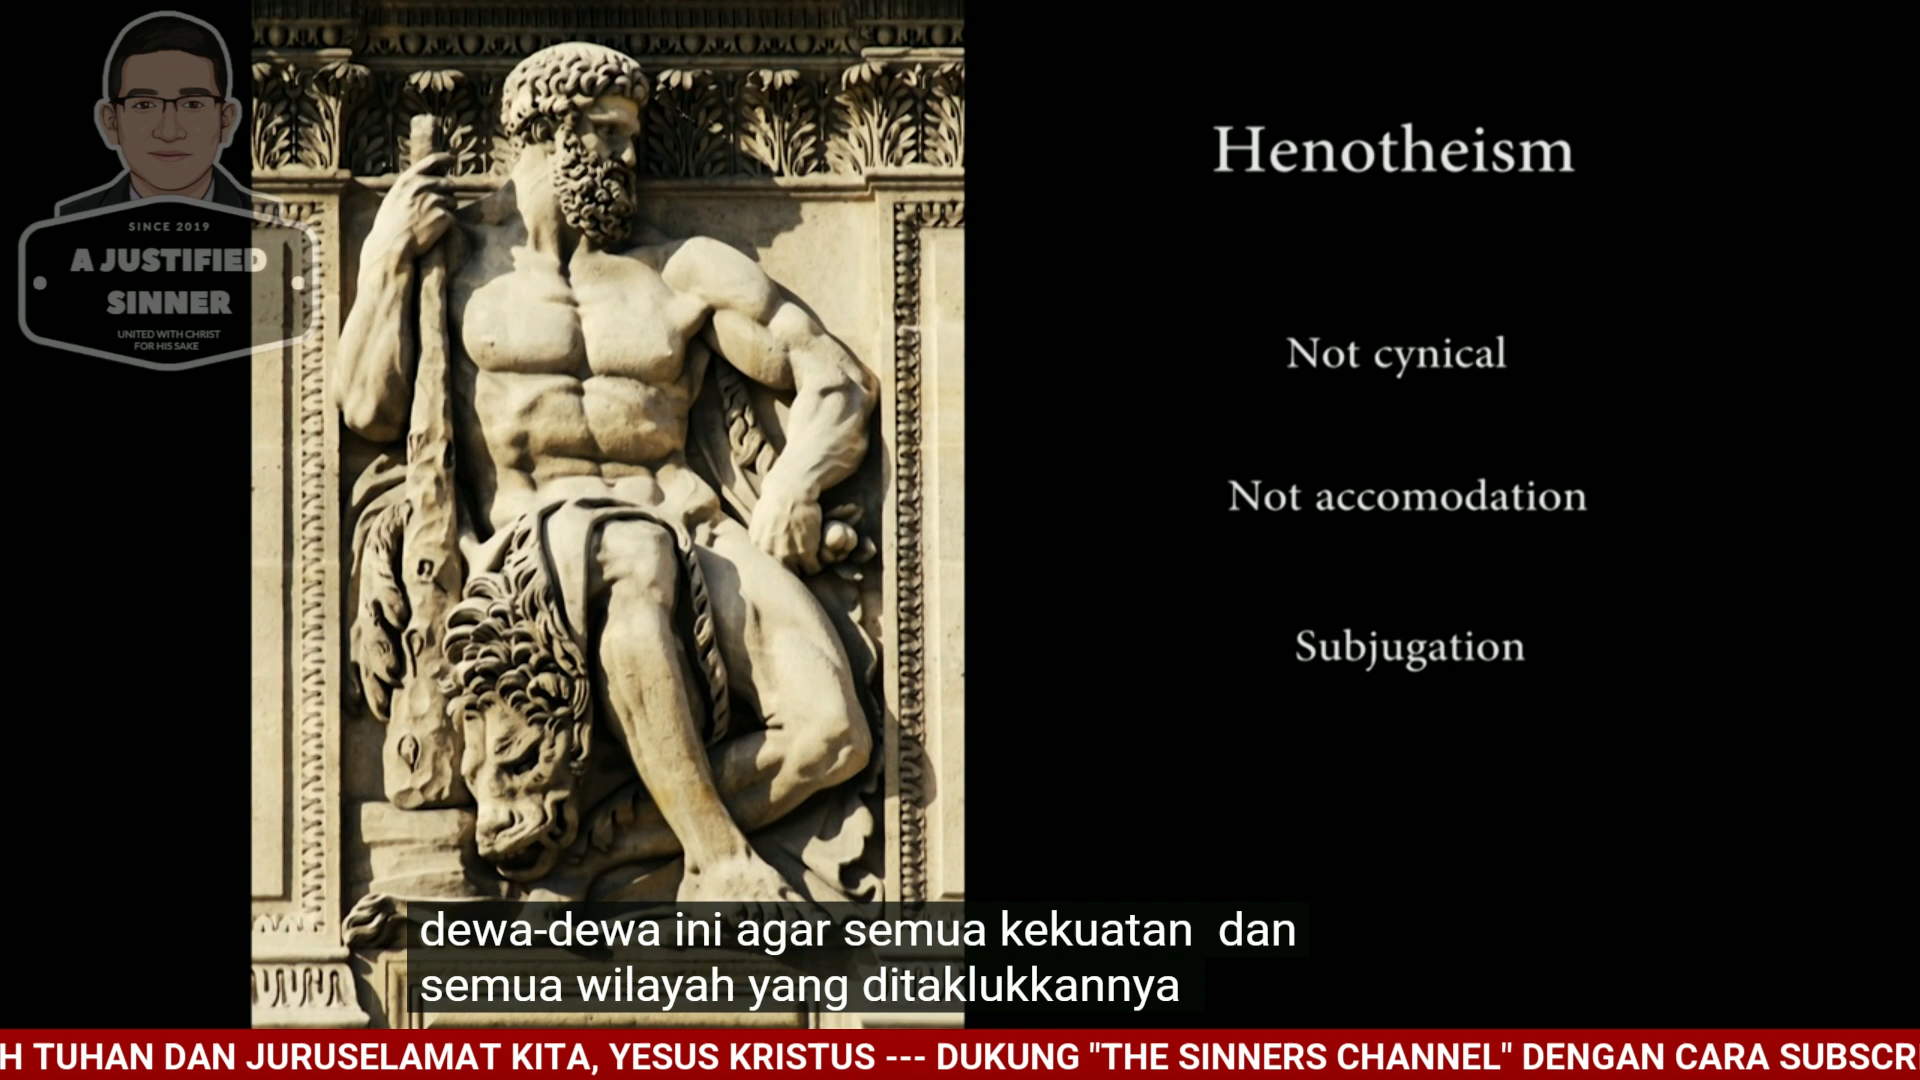 SINCE 2019
A JUSTIFIED
SINNER
UNITED WITH CHRIST
FOR HIS SAKE
Henotheism
Not cynical
Not accomodation
Subjugation
dewa-dewa ini agar semua kekuatan dan
semua wilayah yang ditaklukkannya
H TUHAN DAN JURUSELAMAT KITA, YESUS KRISTUS --- DUKUNG "THE SINNERS CHANNEL" DENGAN CARA SUBSCR